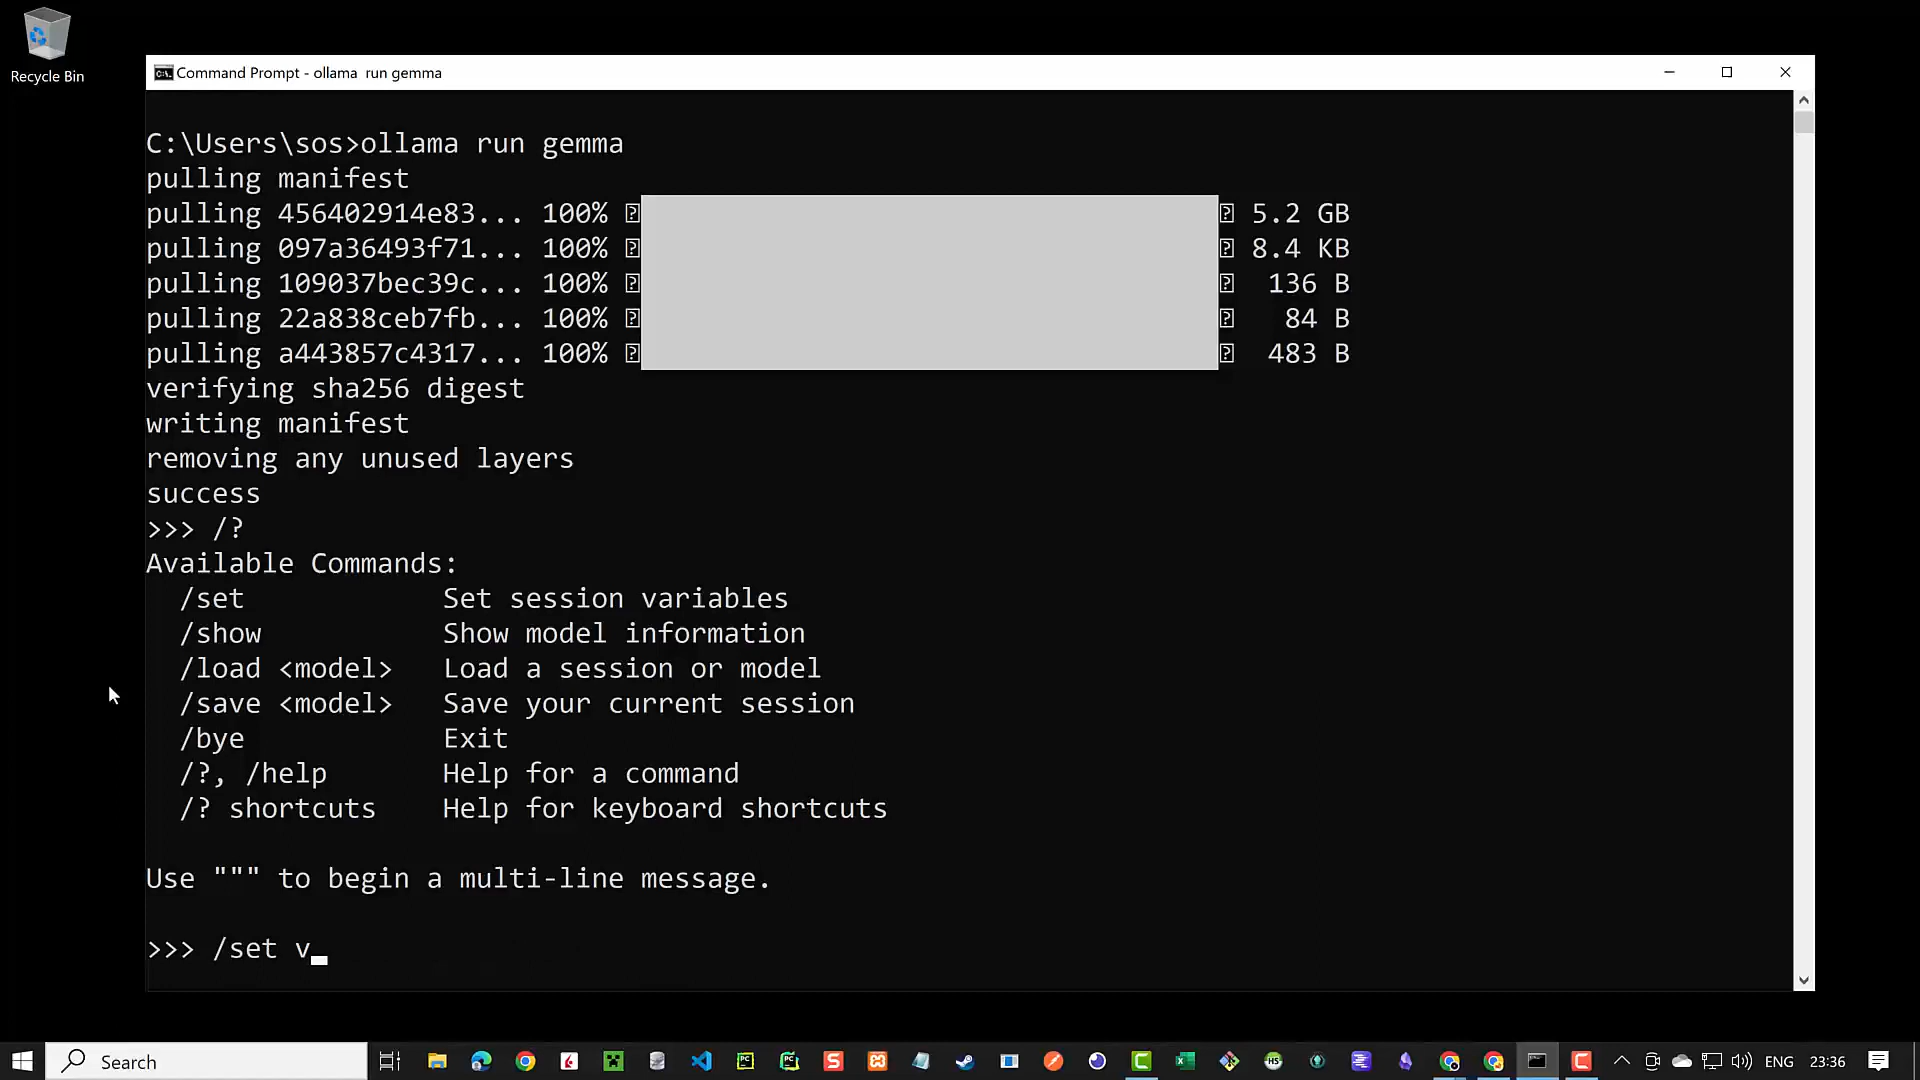 Recycle Bin
Command Prompt - ollama  run gemma
C:\Users\sos>ollama run gemma
pulling manifest
pulling 456402914e83... 100% 5.2 GB
pulling 097a36493f71... 100% 8.4 KB
pulling 109037bec39c... 100% 136 B
pulling 22a838ceb7fb... 100% 84 B
pulling a443857c4317... 100% 483 B
verifying sha256 digest
writing manifest
removing any unused layers
success
>>> /?
Available Commands:
/set Set session variables
/show Show model information
/load <model> Load a session or model
/save <model> Save your current session
/bye Exit
/?, /help Help for a command
/? shortcuts Help for keyboard shortcuts
Use """ to begin a multi-line message.
>>> /set v_
Search
ENG
23:36